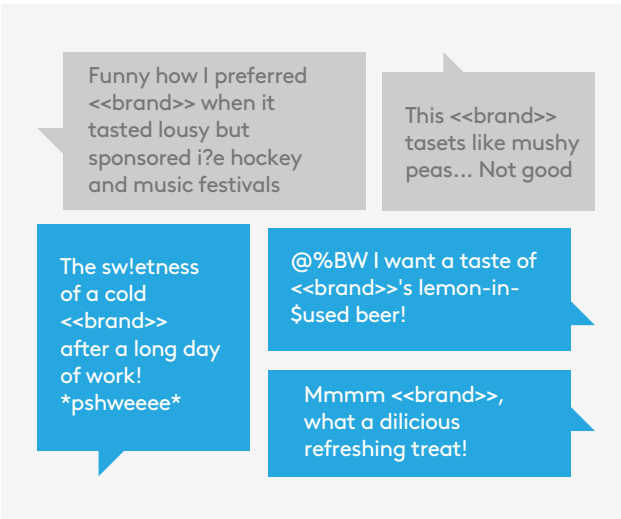 Funny how I preferred
<<brand>> when it
tasted lousy but
sponsored i?e hockey
and music festivals
This <<brand>>
tasets like mushy
peas... Not good
The sw!etness
of a cold
<<brand>>
after a long day
of work!
*pshweeee*
@%BW I want a taste of
<<brand>>'s lemon-in-
$used beer!
Mmmm <<brand>>,
what a dilicious
refreshing treat!